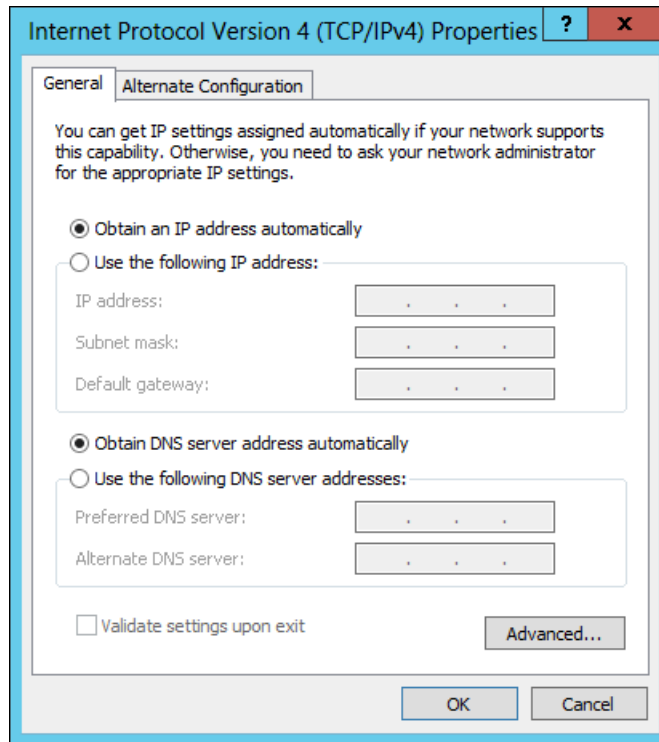 Internet Protocol Version 4 (TCP/IPv4) Properties ? x
General Alternate Configuration
You can get IP settings assigned automatically if your network supports
this capability. Otherwise, you need to ask your network administrator
for the appropriate IP settings.
Obtain an IP address automatically
Use the following IP address:
IP address: . . .
Subnet mask: . . .
Default gateway: . . .
Obtain DNS server address automatically
Use the following DNS server addresses:
Preferred DNS server: . . .
Alternate DNS server: . . .
Validate settings upon exit
Advanced...
OK Cancel